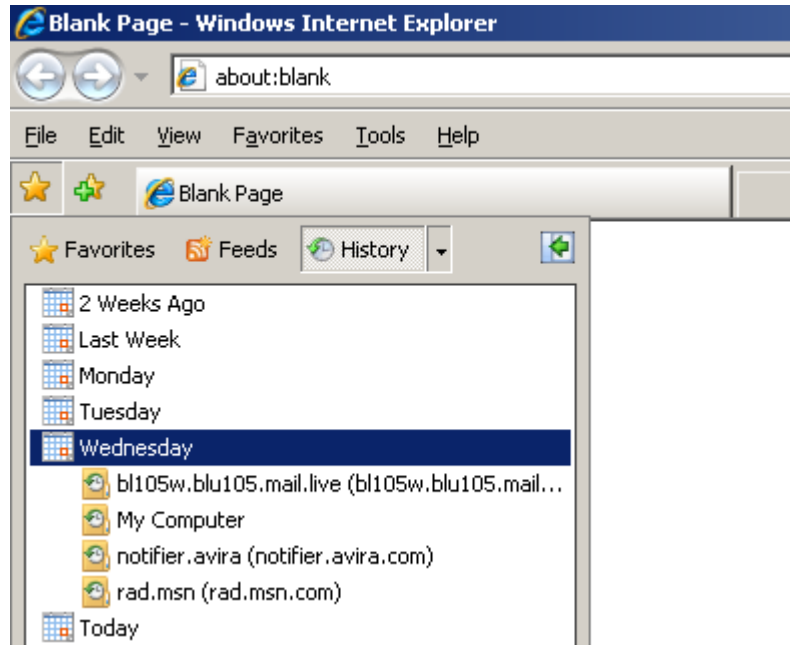 Blank Page - Windows Internet Explorer
about:blank
File Edit View Favorites Tools Help
Blank Page
Favorites Feeds History
2 Weeks Ago
Last Week
Monday
Tuesday
Wednesday
bl105w.blu105.mail.live (bl105w.blu105.mail...
My Computer
notifier.avira (notifier.avira.com)
rad.msn (rad.msn.com)
Today